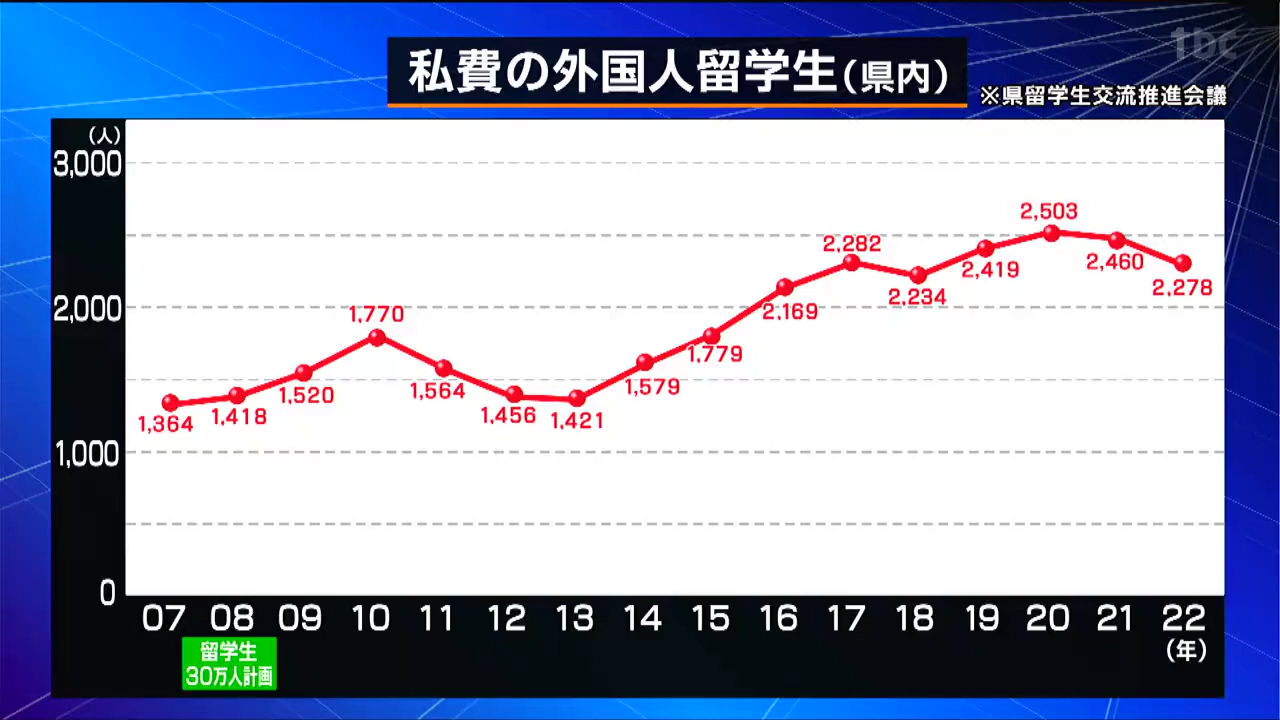 tbc
私費の外国人留学生(県内)
※県留学生交流推進会議
(人)
3,000
2,000
1,000
0
1,364
1,418
1,520
1,770
1,564
1,456
1,421
1,579
1,779
2,169
2,282
2,234
2,419
2,503
2,460
2,278
07 08 09 10 11 12 13 14 15 16 17 18 19 20 21 22
(年)
留学生
30万人計画